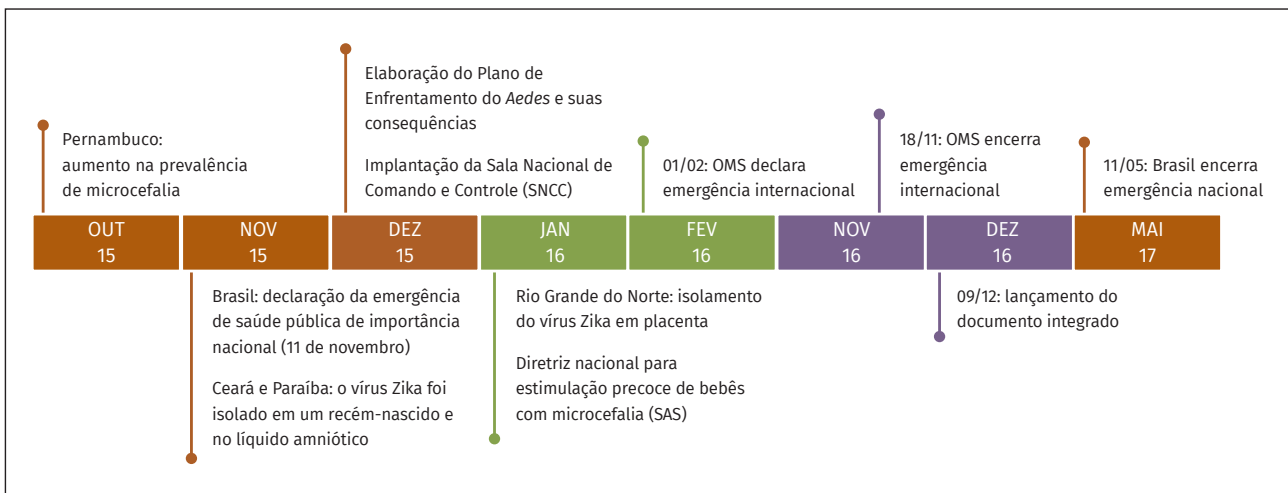 Elaboração do Plano de
Enfrentamento do Aedes e suas
consequências
Implantação da Sala Nacional de
Comando e Controle (SNCC)
Pernambuco:
aumento na prevalência
de microcefalia
01/02: OMS declara
emergência internacional
18/11: OMS encerra
emergência
internacional
11/05: Brasil encerra
emergência nacional
OUT
15
NOV
15
DEZ
15
JAN
16
FEV
16
NOV
16
DEZ
16
MAI
17
Brasil: declaração da emergência
de saúde pública de importância
nacional (11 de novembro)
Ceará e Paraíba: o vírus Zika foi
isolado em um recém-nascido e
no líquido amniótico
Rio Grande do Norte: isolamento
do vírus Zika em placenta
Diretriz nacional para
estimulação precoce de bebês
com microcefalia (SAS)
09/12: lançamento do
documento integrado